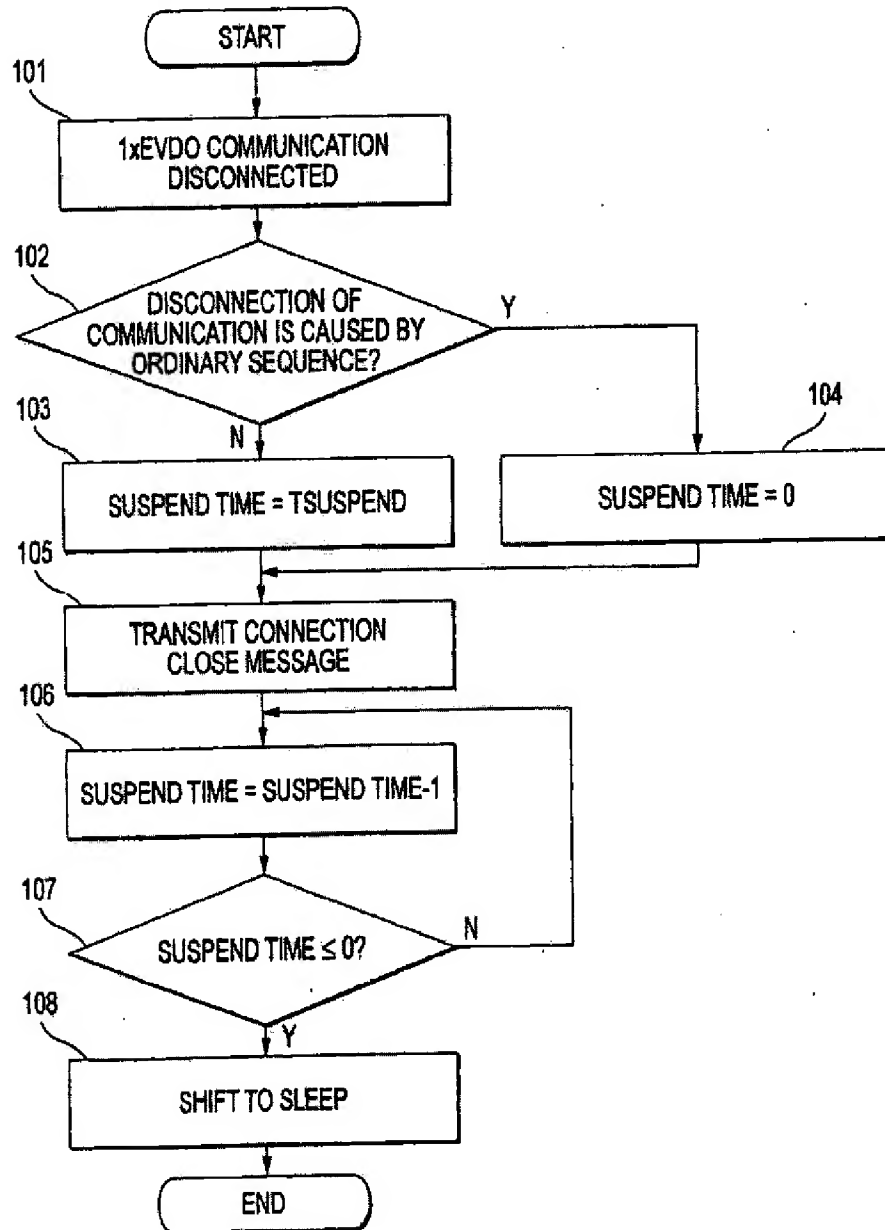 START
101
1xEVDO COMMUNICATION
DISCONNECTED
102
DISCONNECTION OF
COMMUNICATION IS CAUSED BY
ORDINARY SEQUENCE?
Y
N
103
SUSPEND TIME = TSUSPEND
104
SUSPEND TIME = 0
105
TRANSMIT CONNECTION
CLOSE MESSAGE
106
SUSPEND TIME = SUSPEND TIME-1
107
SUSPEND TIME ≤ 0?
N
Y
108
SHIFT TO SLEEP
END